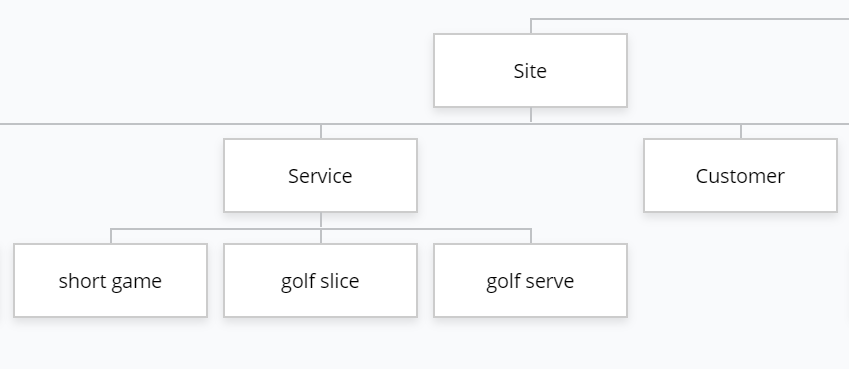 Site
Service
Customer
short game
golf slice
golf serve